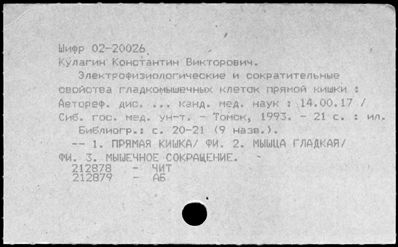 Шифр 02-20026
Кулагин Константин Викторович.
Электрофизиологические и сократительные
свойства гладкомышечных клеток прямой кишки :
Автореф. дис. ... канд. мед. наук : 14.00.17 /
Сиб. гос. мед. ун-т. - Томск, 1993. - 21 с. : ил.
Библиогр.: с. 20-21 (9 назв.).
-- 1. ПРЯМАЯ КИШКА/ ФИ. 2. МЫШЦА ГЛАДКАЯ/
ФИ. 3. МЫШЕЧНОЕ СОКРАЩЕНИЕ.
212878 - ЧИТ
212879 - АБ